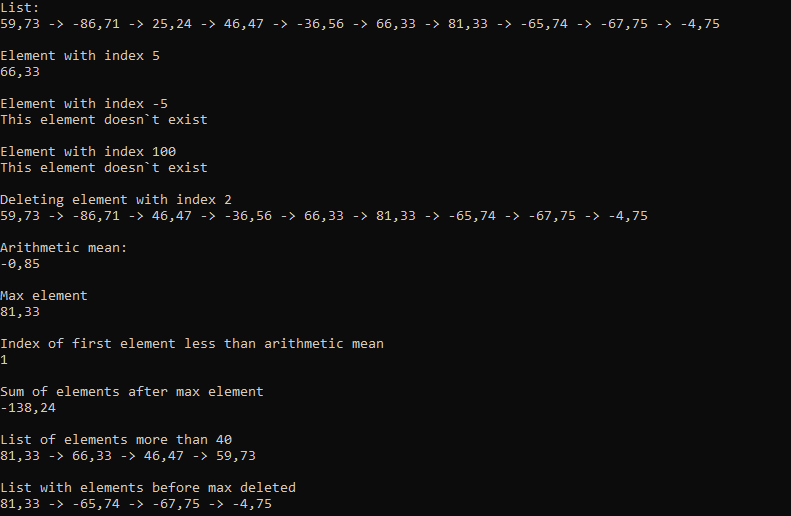 List:
59,73 -> -86,71 -> 25,24 -> 46,47 -> -36,56 -> 66,33 -> 81,33 -> -65,74 -> -67,75 -> -4,75
Element with index 5
66,33
Element with index -5
This element doesn`t exist
Element with index 100
This element doesn`t exist
Deleting element with index 2
59,73 -> -86,71 -> 46,47 -> -36,56 -> 66,33 -> 81,33 -> -65,74 -> -67,75 -> -4,75
Arithmetic mean:
-0,85
Max element
81,33
Index of first element less than arithmetic mean
1
Sum of elements after max element
-138,24
List of elements more than 40
81,33 -> 66,33 -> 46,47 -> 59,73
List with elements before max deleted
81,33 -> -65,74 -> -67,75 -> -4,75